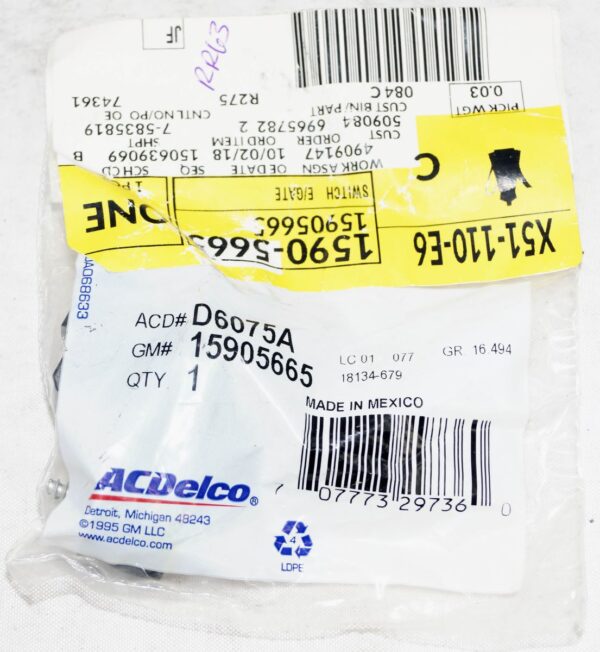 JF
RR63
PICK WGT
0.03
084 C
R275
74361
CUST BIN/PART
CNTL NO/PO OE
509084
6965782 2
7-5835819
CUST
ORDER
ORD ITEM
SHPT
4909147
10/02/18
150639069
B
WORK ASGN
OE DATE
SEQ
SCH CD
C
SWITCH E/GATE
ONE
15905665
1590-5665
X51-110-E6
JAD68633
ACD# D6075A
GM# 15905665
QTY 1
LC 01 077 GR. 16.494
18134-679
MADE IN MEXICO
07773 29736 0
ACDelco®
Detroit, Michigan 48243
©1995 GM LLC
www.acdelco.com
4
LDPE